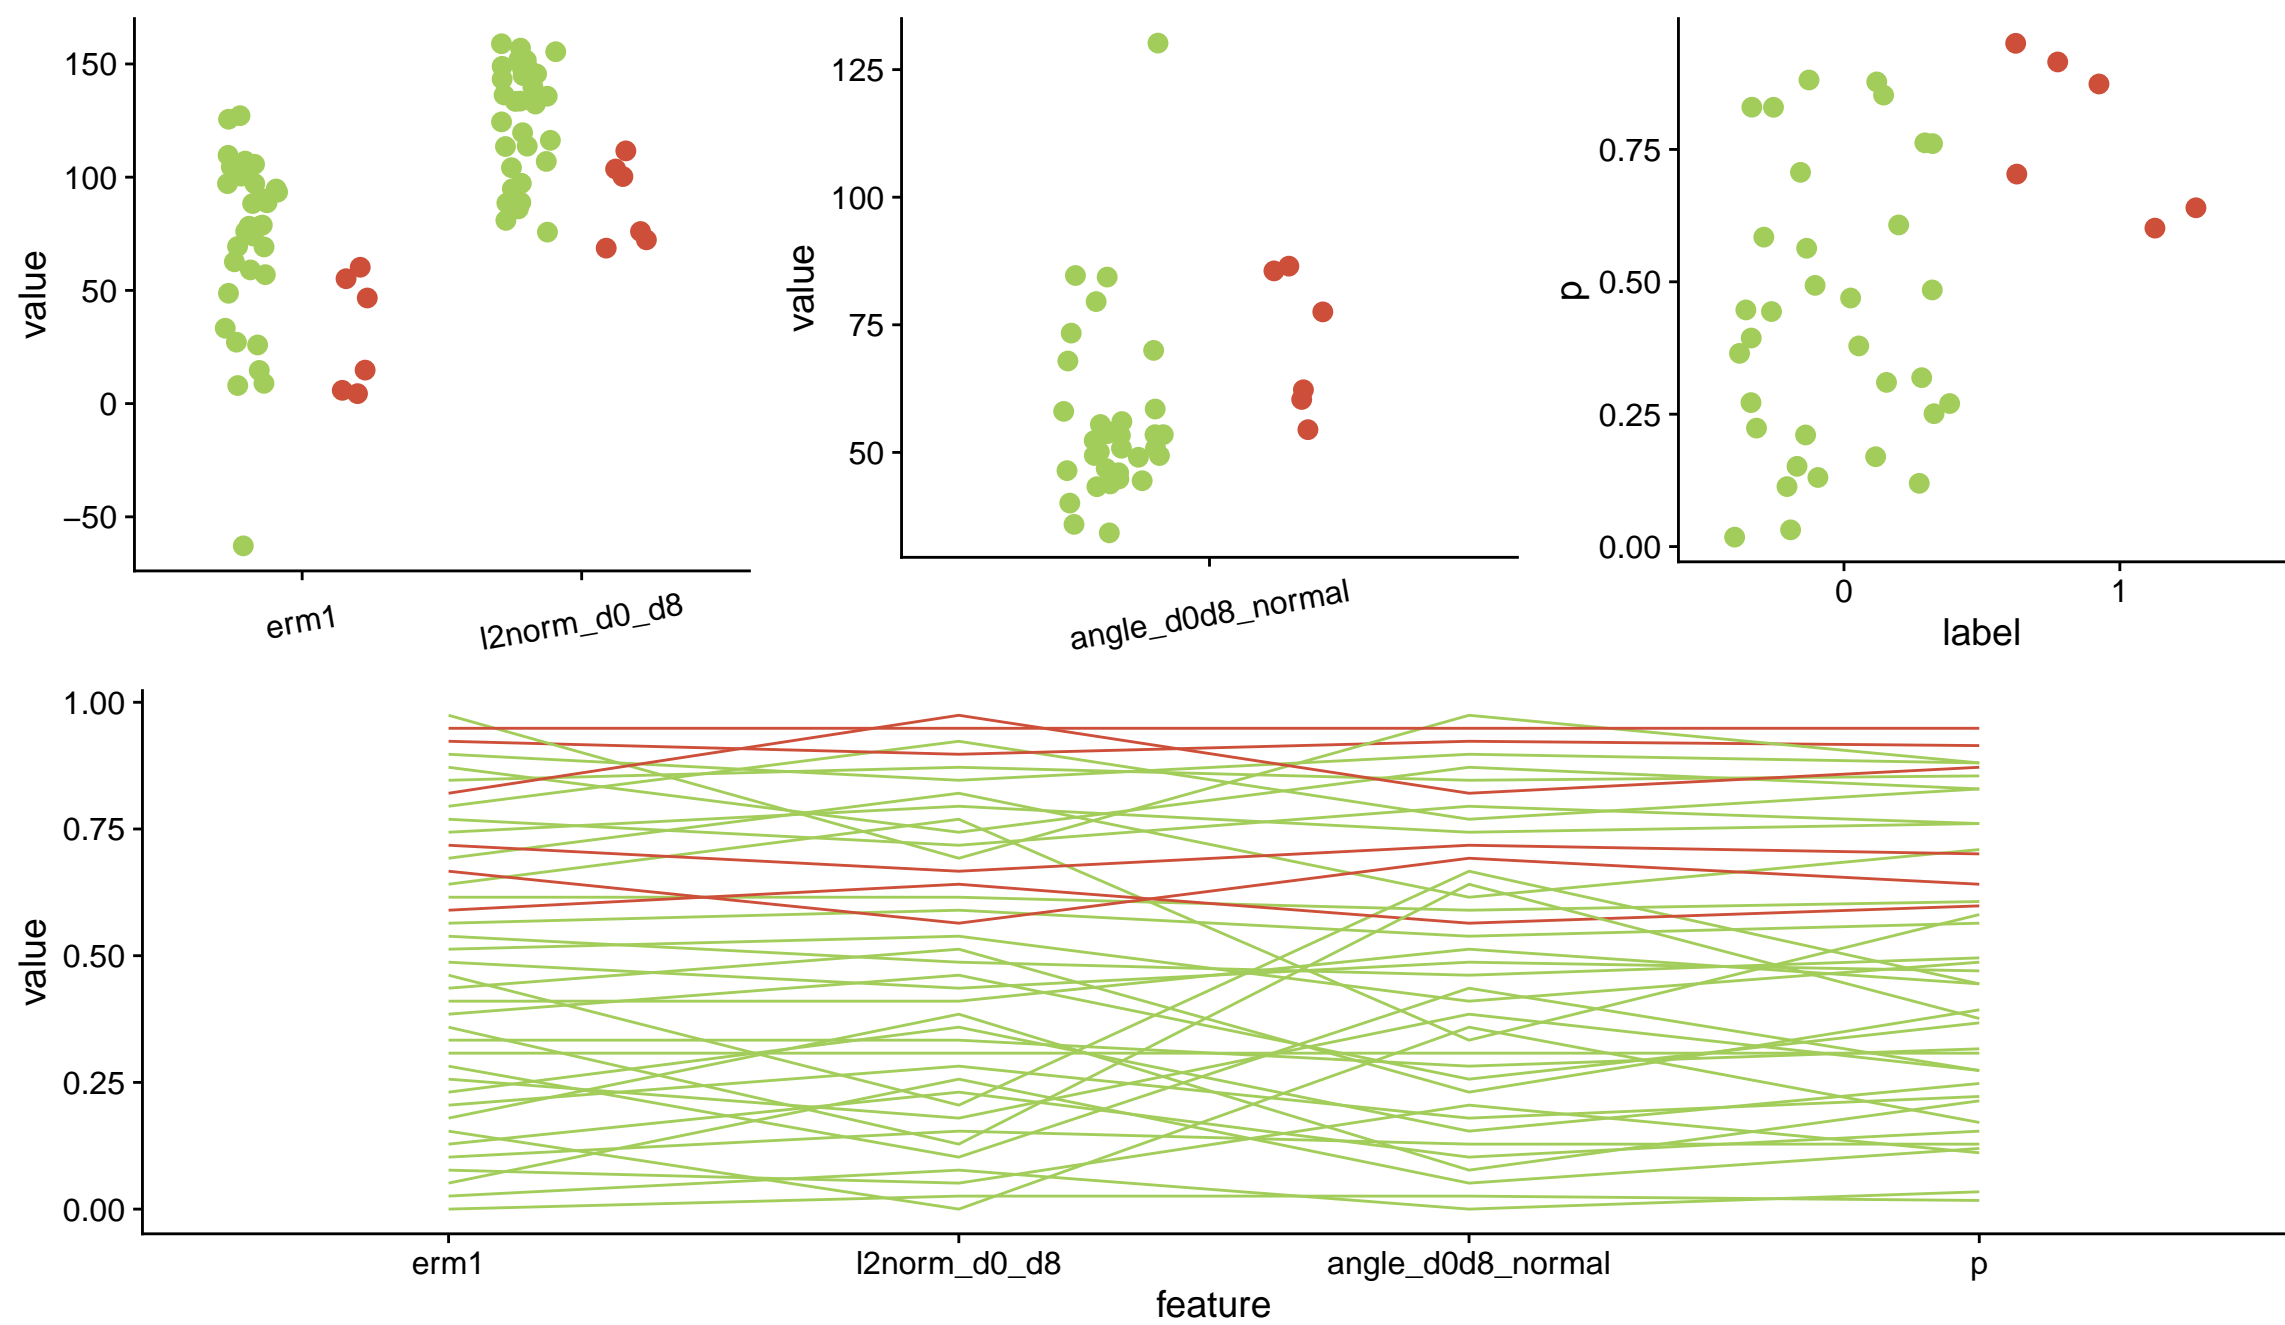 value
150
100
50
0
−50
erm1
l2norm_d0_d8
value
125
100
75
50
angle_d0d8_normal
p
0.75
0.50
0.25
0.00
0
1
label
value
1.00
0.75
0.50
0.25
0.00
erm1
l2norm_d0_d8
angle_d0d8_normal
p
feature